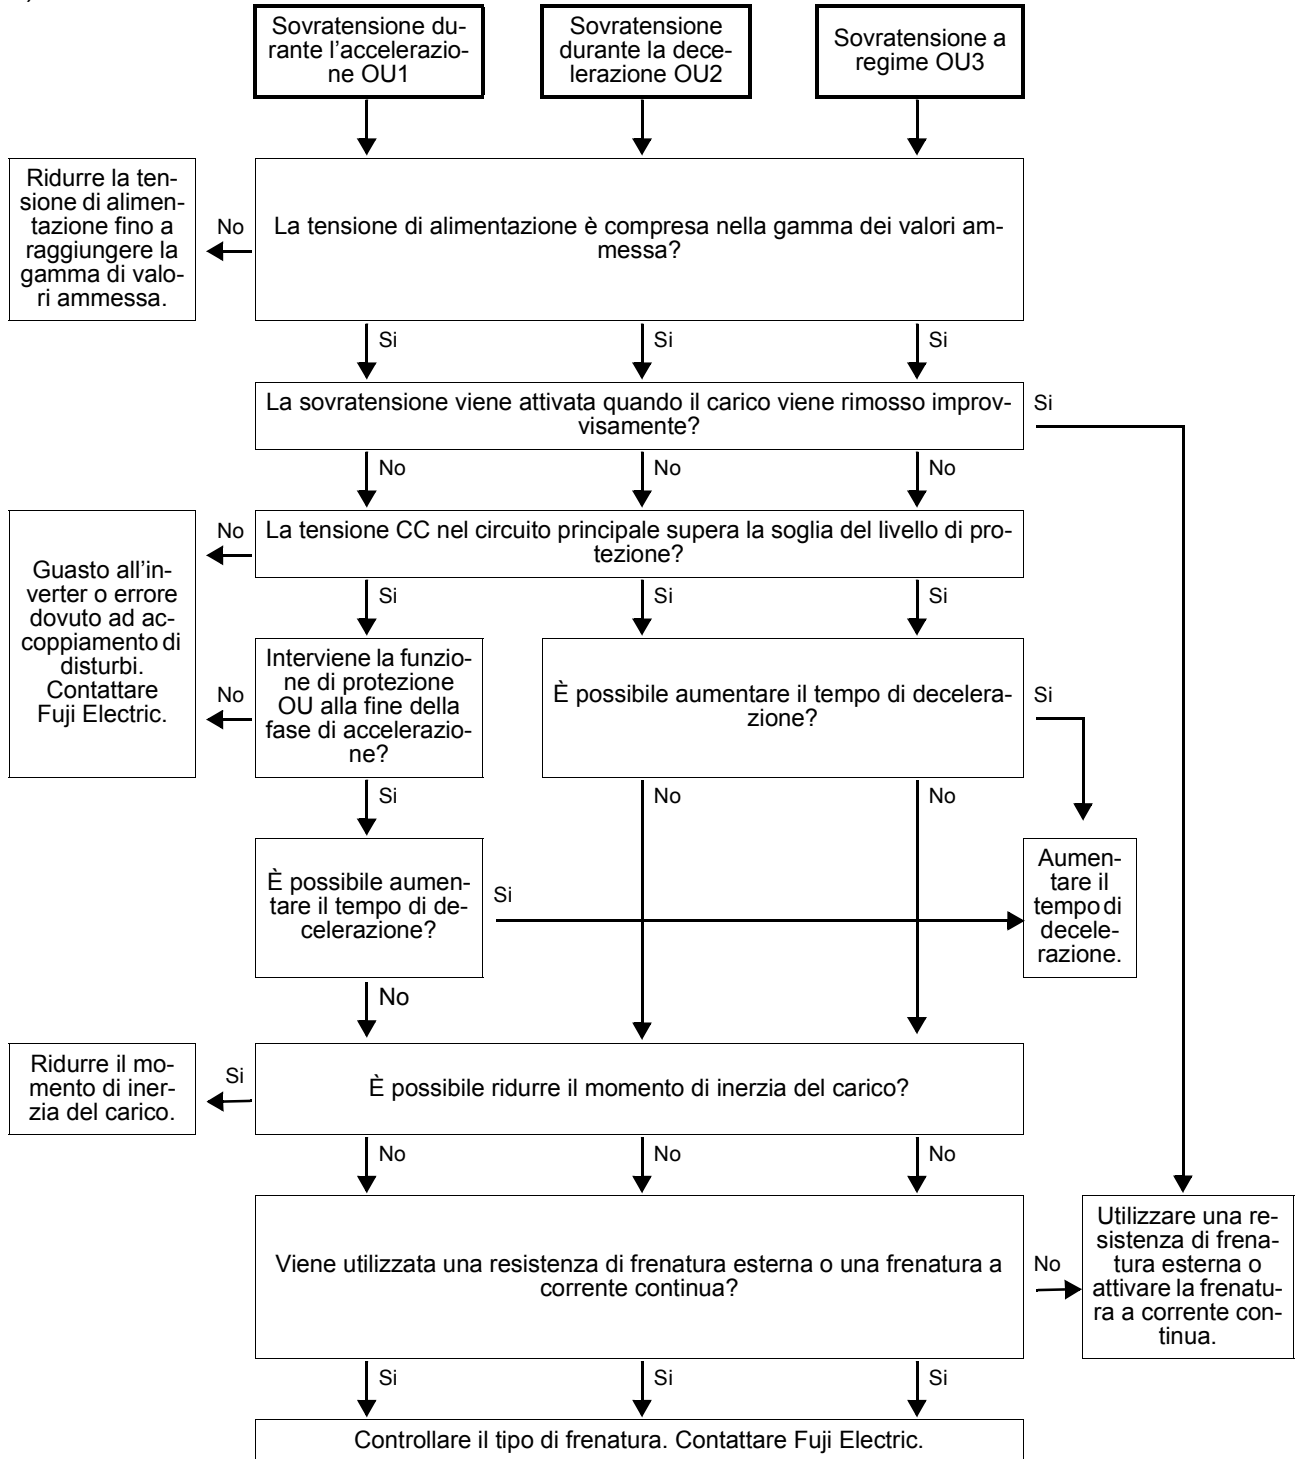 Sovratensione du-
rante l'accelerazio-
ne OU1
Sovratensione
durante la dece-
lerazione OU2
Sovratensione a
regime OU3
Ridurre la ten-
sione di alimen-
tazione fino a
raggiungere la
gamma di valo-
ri ammessa.
No
La tensione di alimentazione è compresa nella gamma dei valori am-
messa?
Si
Si
Si
La sovratensione viene attivata quando il carico viene rimosso improv-
visamente?
Si
No
No
No
Guasto all'in-
verter o errore
dovuto ad ac-
coppiamento di
disturbi.
Contattare
Fuji Electric.
No
La tensione CC nel circuito principale supera la soglia del livello di pro-
tezione?
Si
Si
Si
No
Interviene la funzio-
ne di protezione
OU alla fine della
fase di accelerazio-
ne?
È possibile aumentare il tempo di decelera-
zione?
Si
Si
No
No
È possibile aumen-
tare il tempo di de-
celerazione?
Si
Aumen-
tare il
tempo di
decele-
razione.
No
Ridurre il mo-
mento di iner-
zia del carico.
Si
È possibile ridurre il momento di inerzia del carico?
No
No
No
Viene utilizzata una resistenza di frenatura esterna o una frenatura a
corrente continua?
No
Utilizzare una re-
sistenza di frena-
tura esterna o
attivare la frenatu-
ra a corrente con-
tinua.
Si
Si
Si
Controllare il tipo di frenatura. Contattare Fuji Electric.